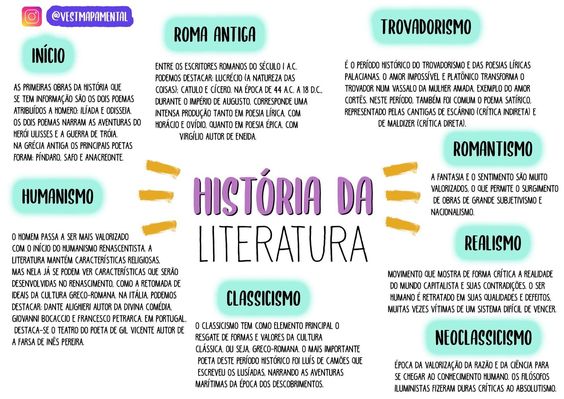 @VESTMAPAMENTAL
INÍCIO
AS PRIMEIRAS OBRAS DA HISTÓRIA QUE
SE TEM INFORMAÇÃO SÃO OS DOIS POEMAS
ATRIBUÍDOS A HOMERO: ILÍADA E ODISSEIA.
OS DOIS POEMAS NARRAM AS AVENTURAS DO
HERÓI ULISSES E A GUERRA DE TRÓIA.
NA GRÉCIA ANTIGA OS PRINCIPAIS POETAS
FORAM: PÍNDARO, SAFO E ANACREONTE.
ROMA ANTIGA
ENTRE OS ESCRITORES ROMANOS DO SÉCULO I A.C.
PODEMOS DESTACAR: LUCRÉCIO (A NATUREZA DAS
COISAS); CATULO E CÍCERO. NA ÉPOCA DE 44 A.C. A 18 D.C.,
DURANTE O IMPÉRIO DE AUGUSTO, CORRESPONDE UMA
INTENSA PRODUÇÃO TANTO EM POESIA LÍRICA, COM
HORÁCIO E OVÍDIO, QUANTO EM POESIA ÉPICA, COM
VIRGÍLIO AUTOR DE ENEIDA.
TROVADORISMO
É O PERÍODO HISTÓRICO DO TROVADORISMO E DAS POESIAS LÍRICAS
PALACIANAS. O AMOR IMPOSSÍVEL E PLATÔNICO TRANSFORMA O
TROVADOR NUM VASSALO DA MULHER AMADA, EXEMPLO DO AMOR
CORTÊS. NESTE PERÍODO, TAMBÉM FOI COMUM O POEMA SATÍRICO,
REPRESENTADO PELAS CANTIGAS DE ESCÁRNIO (CRÍTICA INDIRETA) E
DE MALDIZER (CRÍTICA DIRETA).
ROMANTISMO
A FANTASIA E O SENTIMENTO SÃO MUITO
VALORIZADOS, O QUE PERMITE O SURGIMENTO
DE OBRAS DE GRANDE SUBJETIVISMO E
NACIONALISMO.
HUMANISMO
O HOMEM PASSA A SER MAIS VALORIZADO
COM O INÍCIO DO HUMANISMO RENASCENTISTA. A
LITERATURA MANTÉM CARACTERÍSTICAS RELIGIOSAS,
MAS NELA JÁ SE PODEM VER CARACTERÍSTICAS QUE SERÃO
DESENVOLVIDAS NO RENASCIMENTO, COMO A RETOMADA DE
IDEAIS DA CULTURA GRECO-ROMANA. NA ITÁLIA, PODEMOS
DESTACAR: DANTE ALIGHIERI AUTOR DA DIVINA COMÉDIA,
GIOVANNI BOCACCIO E FRANCESCO PETRARCA. EM PORTUGAL,
DESTACA-SE O TEATRO DO POETA DE GIL VICENTE AUTOR DE
A FARSA DE INÊS PEREIRA.
HISTÓRIA DA
LITERATURA
REALISMO
MOVIMENTO QUE MOSTRA DE FORMA CRÍTICA A REALIDADE
DO MUNDO CAPITALISTA E SUAS CONTRADIÇÕES. O SER
HUMANO É RETRATADO EM SUAS QUALIDADES E DEFEITOS,
MUITAS VEZES VÍTIMAS DE UM SISTEMA DIFÍCIL DE VENCER.
CLASSICISMO
O CLASSICISMO TEM COMO ELEMENTO PRINCIPAL O
RESGATE DE FORMAS E VALORES DA CULTURA
CLÁSSICA, OU SEJA, GRECO-ROMANA. O MAIS IMPORTANTE
POETA DESTE PERÍODO HISTÓRICO FOI LUÍS DE CAMÕES QUE
ESCREVEU OS LUSÍADAS, NARRANDO AS AVENTURAS
MARÍTIMAS DA ÉPOCA DOS DESCOBRIMENTOS.
NEOCLASSICISMO
ÉPOCA DA VALORIZAÇÃO DA RAZÃO E DA CIÊNCIA PARA
SE CHEGAR AO CONHECIMENTO HUMANO. OS FILÓSOFOS
ILUMINISTAS FIZERAM DURAS CRÍTICAS AO ABSOLUTISMO.